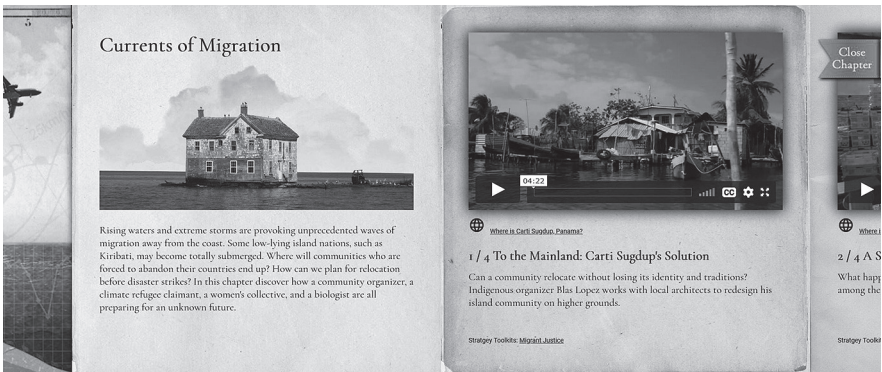 5
Currents of Migration
Rising waters and extreme storms are provoking unprecedented waves of
migration away from the coast. Some low-lying island nations, such as
Kiribati, may become totally submerged. Where will communities who are
forced to abandon their countries end up? How can we plan for relocation
before disaster strikes? In this chapter discover how a community organizer, a
climate refugee claimant, a women's collective, and a biologist are all
preparing for an unknown future.
04:22
CC
Where is Carti Sugdup, Panama?
1 / 4 To the Mainland: Carti Sugdup's Solution
Can a community relocate without losing its identity and traditions?
Indigenous organizer Blas Lopez works with local architects to redesign his
island community on higher grounds.
Stratgey Toolkits: Migrant Justice
Close
Chapter
Where i
2 / 4 A S
What happ
among the
Stratgey Toolkit